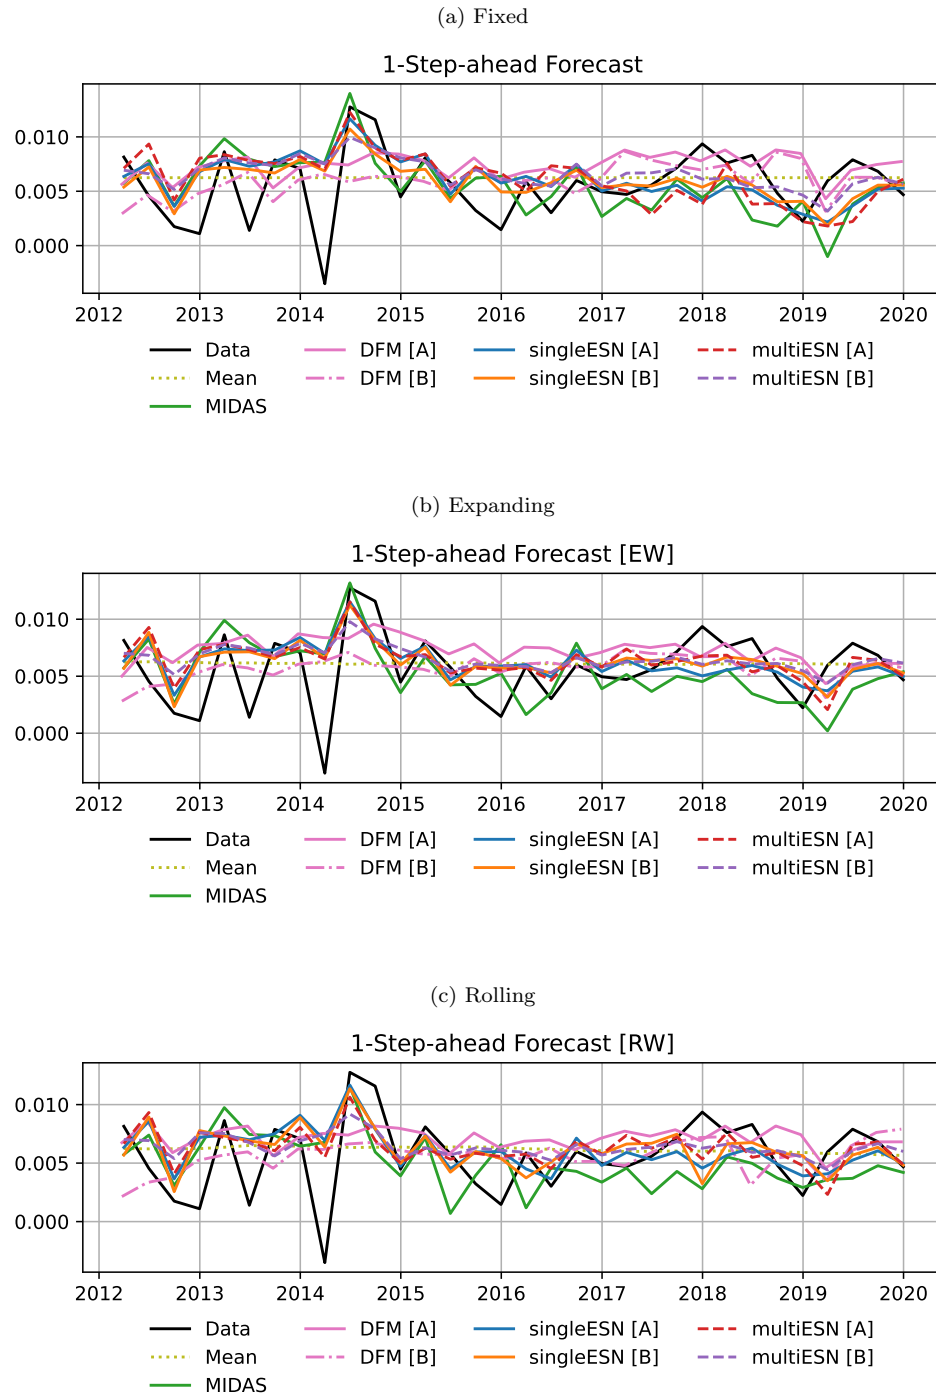 (a) Fixed
1-Step-ahead Forecast
0.010
0.005
0.000
2012 2013 2014 2015 2016 2017 2018 2019 2020
Data DFM [A] singleESN [A] multiESN [A]
Mean DFM [B] singleESN [B] multiESN [B]
MIDAS
(b) Expanding
1-Step-ahead Forecast [EW]
0.010
0.005
0.000
2012 2013 2014 2015 2016 2017 2018 2019 2020
Data DFM [A] singleESN [A] multiESN [A]
Mean DFM [B] singleESN [B] multiESN [B]
MIDAS
(c) Rolling
1-Step-ahead Forecast [RW]
0.010
0.005
0.000
2012 2013 2014 2015 2016 2017 2018 2019 2020
Data DFM [A] singleESN [A] multiESN [A]
Mean DFM [B] singleESN [B] multiESN [B]
MIDAS